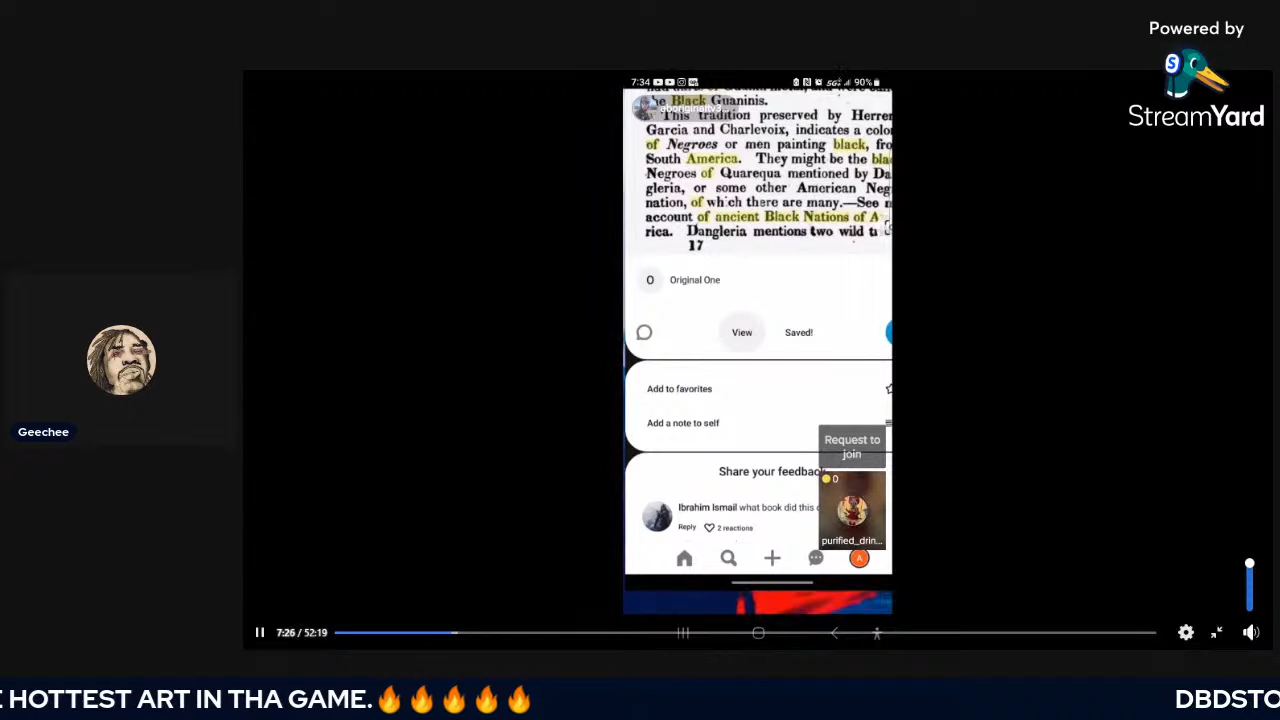 Powered by
StreamYard
7:34
90%
Black Guaninis.
aboriginaltv3...
This tradition preserved by Herrer
Garcia and Charlevoix, indicates a color
of Negroes or men painting black, fro
South America. They might be the bla
Negroes of Quarequa mentioned by Da
gleria, or some other American Neg
nation, of which there are many.—See m
account of ancient Black Nations of A
rica. Dangleria mentions two wild tr
17
O Original One
View Saved!
Add to favorites
Add a note to self
Request to
join
Share your feedback
0
Ibrahim Ismail what book did this
Reply 2 reactions
purified_drin...
A
Geechee
7:26 / 52:19
HOTTEST ART IN THA GAME.🔥🔥🔥🔥🔥
DBDSTO